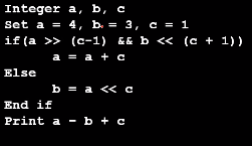 Integer a, b, c
Set a = 4, b = 3, c = 1
if(a >> (c-1) && b << (c + 1))
a = a + c
Else
b = a << c
End if
Print a - b + c